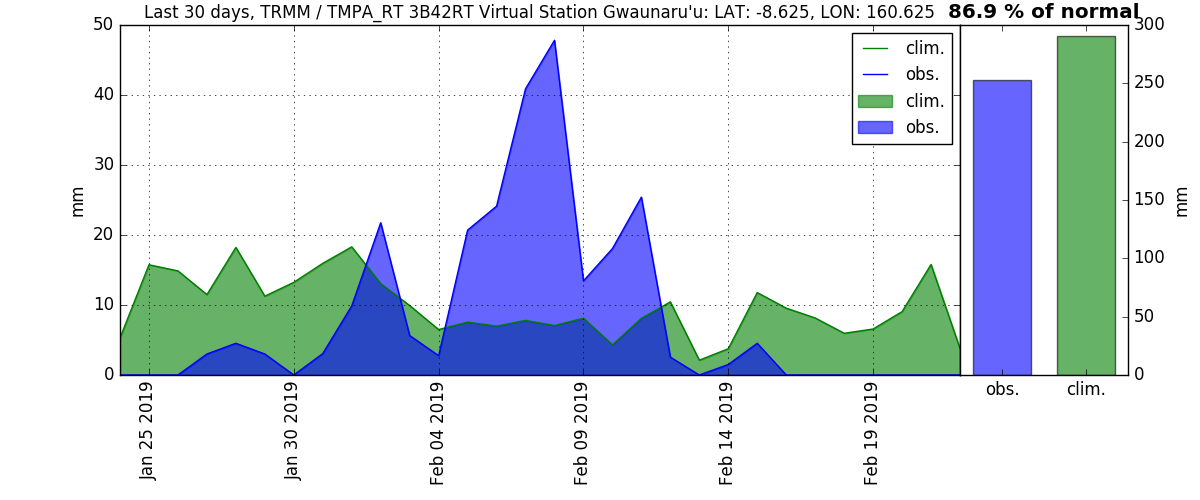 Last 30 days, TRMM / TMPA_RT 3B42RT Virtual Station Gwaunaru'u: LAT: -8.625, LON: 160.625
86.9 % of normal
50
40
30
20
10
0
mm
clim.
obs.
clim.
obs.
Jan 25 2019
Jan 30 2019
Feb 04 2019
Feb 09 2019
Feb 14 2019
Feb 19 2019
300
250
200
150
100
50
0
mm
obs.
clim.